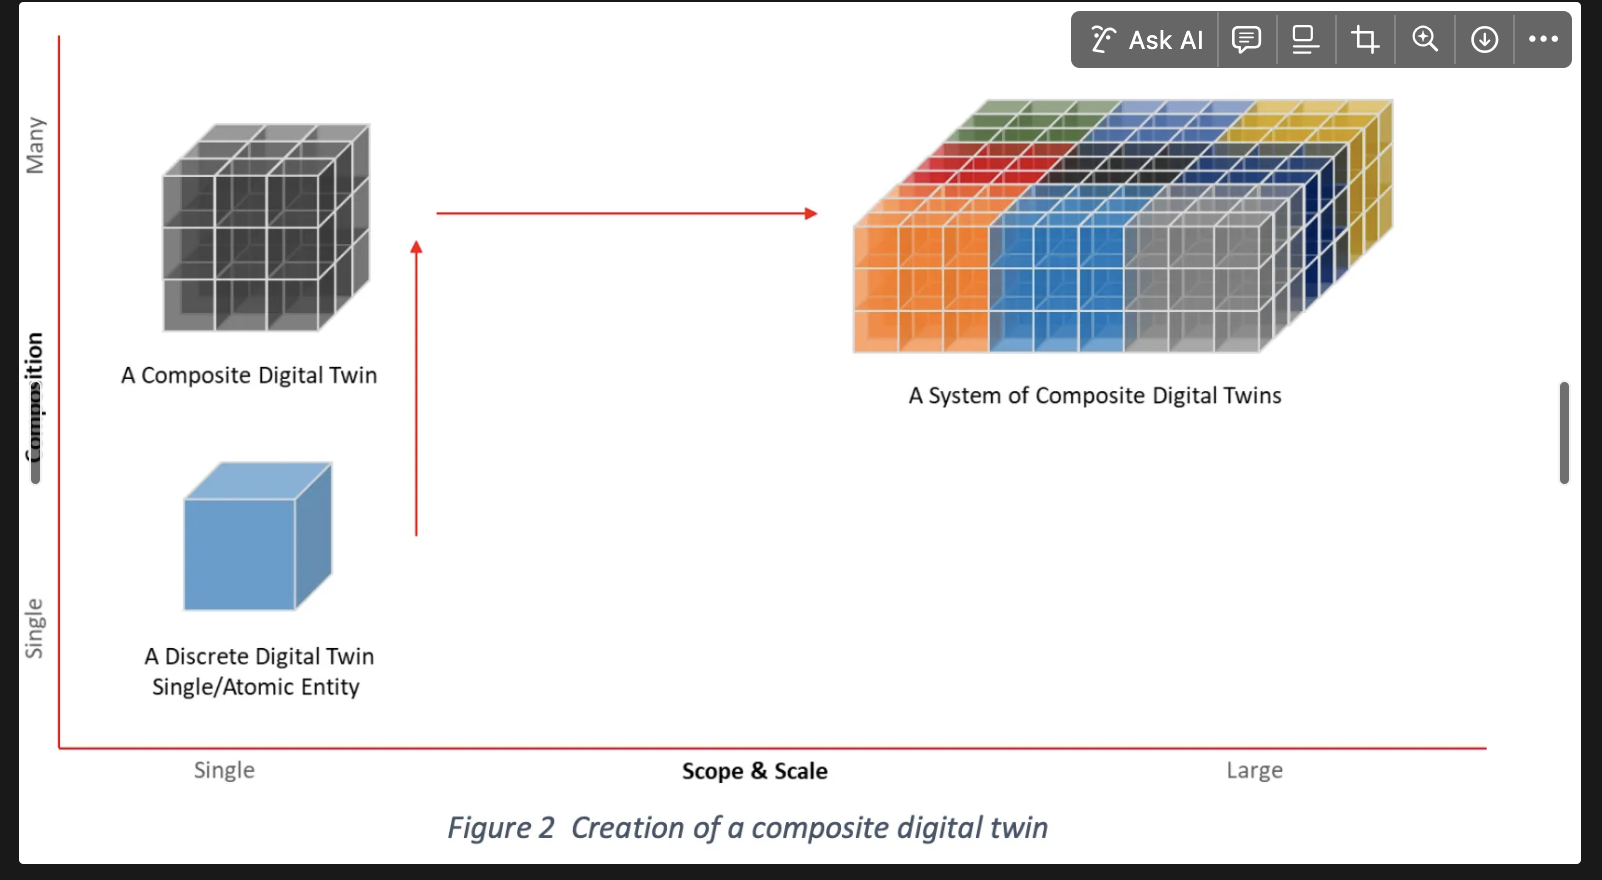 Ask AI
Many
Composition
Single
A Composite Digital Twin
A System of Composite Digital Twins
A Discrete Digital Twin
Single/Atomic Entity
Single
Scope & Scale
Large
Figure 2 Creation of a composite digital twin